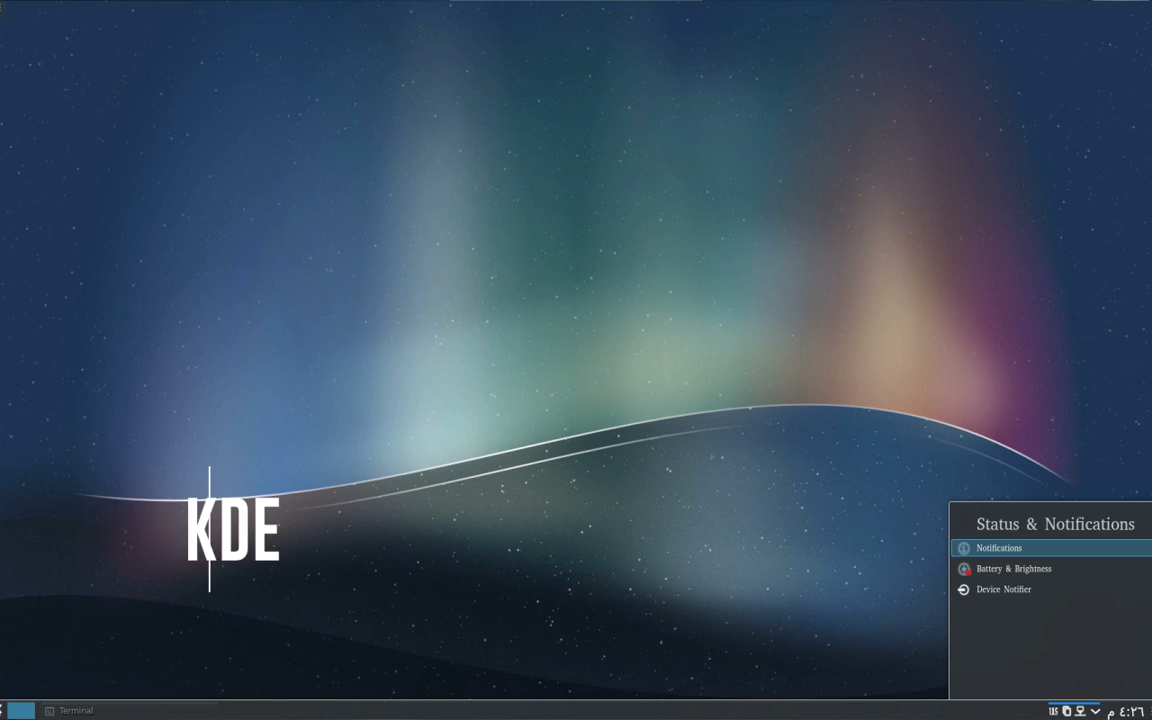 KDE
Status & Notifications
Notifications
Battery & Brightness
Device Notifier
Terminal
us
٤:٢٦ م